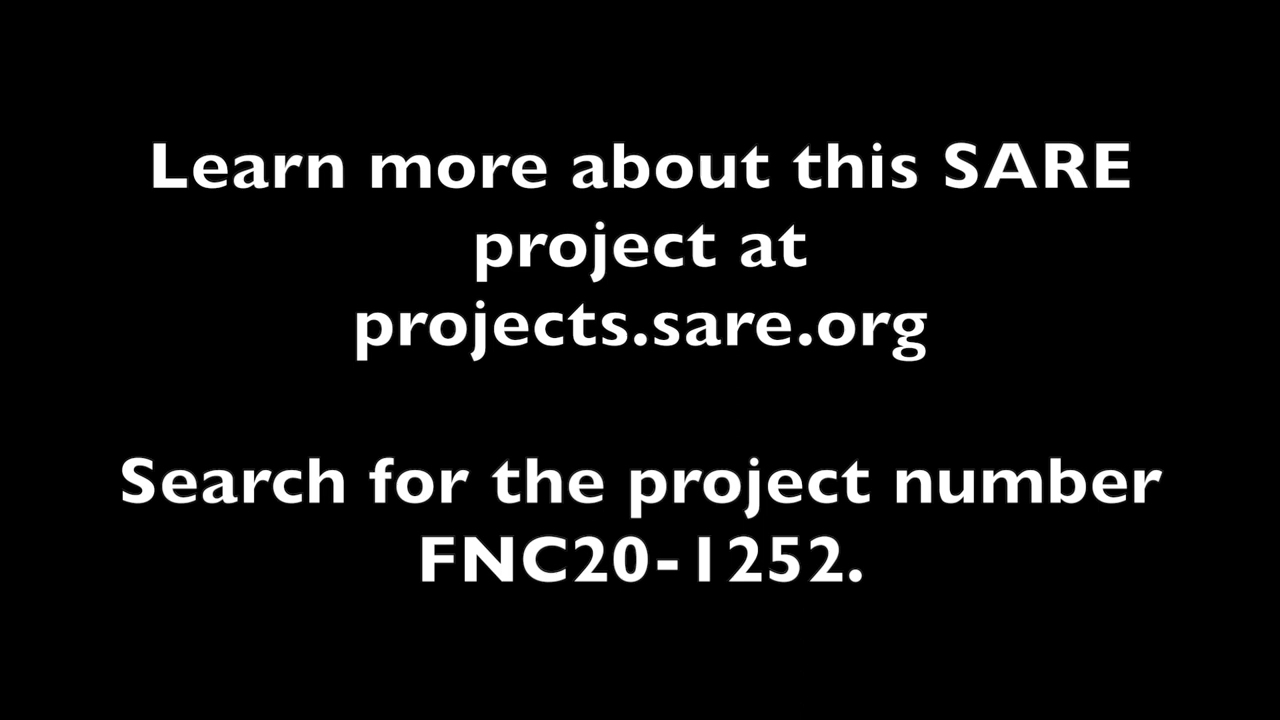 Learn more about this SARE
project at
projects.sare.org
Search for the project number
FNC20-1252.